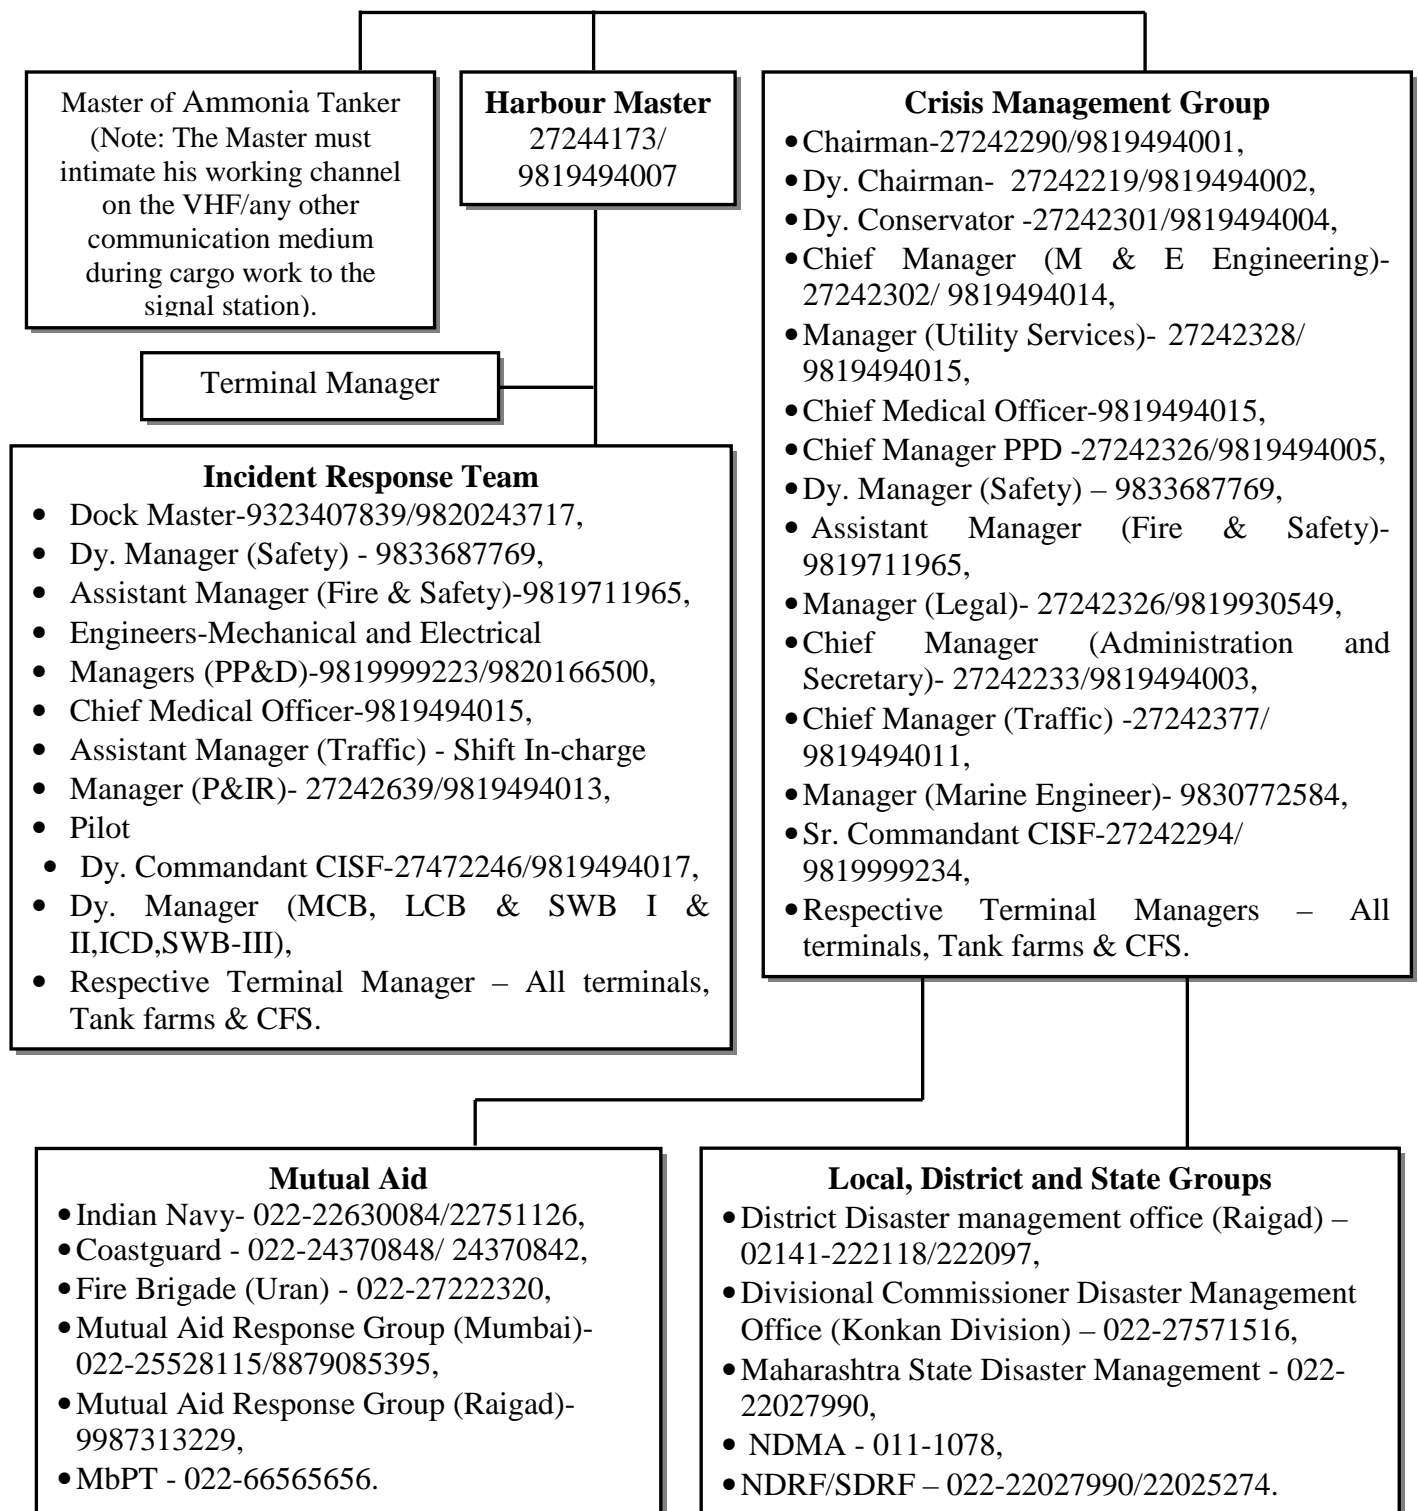 Master of Ammonia Tanker
(Note: The Master must
intimate his working channel
on the VHF/any other
communication medium
during cargo work to the
signal station).
Harbour Master
27244173/
9819494007
Crisis Management Group
•Chairman-27242290/9819494001,
•Dy. Chairman- 27242219/9819494002,
•Dy. Conservator -27242301/9819494004,
•Chief Manager (M & E Engineering)-
27242302/ 9819494014,
•Manager (Utility Services)- 27242328/
9819494015,
•Chief Medical Officer-9819494015,
•Chief Manager PPD -27242326/9819494005,
•Dy. Manager (Safety) – 9833687769,
• Assistant Manager (Fire & Safety)-
9819711965,
•Manager (Legal)- 27242326/9819930549,
•Chief Manager (Administration and
Secretary)- 27242233/9819494003,
•Chief Manager (Traffic) -27242377/
9819494011,
•Manager (Marine Engineer)- 9830772584,
•Sr. Commandant CISF-27242294/
9819999234,
•Respective Terminal Managers – All
terminals, Tank farms & CFS.
Terminal Manager
Incident Response Team
• Dock Master-9323407839/9820243717,
• Dy. Manager (Safety) - 9833687769,
• Assistant Manager (Fire & Safety)-9819711965,
• Engineers-Mechanical and Electrical
• Managers (PP&D)-9819999223/9820166500,
• Chief Medical Officer-9819494015,
• Assistant Manager (Traffic) - Shift In-charge
• Manager (P&IR)- 27242639/9819494013,
• Pilot
• Dy. Commandant CISF-27472246/9819494017,
• Dy. Manager (MCB, LCB & SWB I &
II,ICD,SWB-III),
• Respective Terminal Manager – All terminals,
Tank farms & CFS.
Mutual Aid
•Indian Navy- 022-22630084/22751126,
•Coastguard - 022-24370848/ 24370842,
•Fire Brigade (Uran) - 022-27222320,
•Mutual Aid Response Group (Mumbai)-
022-25528115/8879085395,
•Mutual Aid Response Group (Raigad)-
9987313229,
•MbPT - 022-66565656.
Local, District and State Groups
•District Disaster management office (Raigad) –
02141-222118/222097,
•Divisional Commissioner Disaster Management
Office (Konkan Division) – 022-27571516,
•Maharashtra State Disaster Management - 022-
22027990,
• NDMA - 011-1078,
•NDRF/SDRF – 022-22027990/22025274.